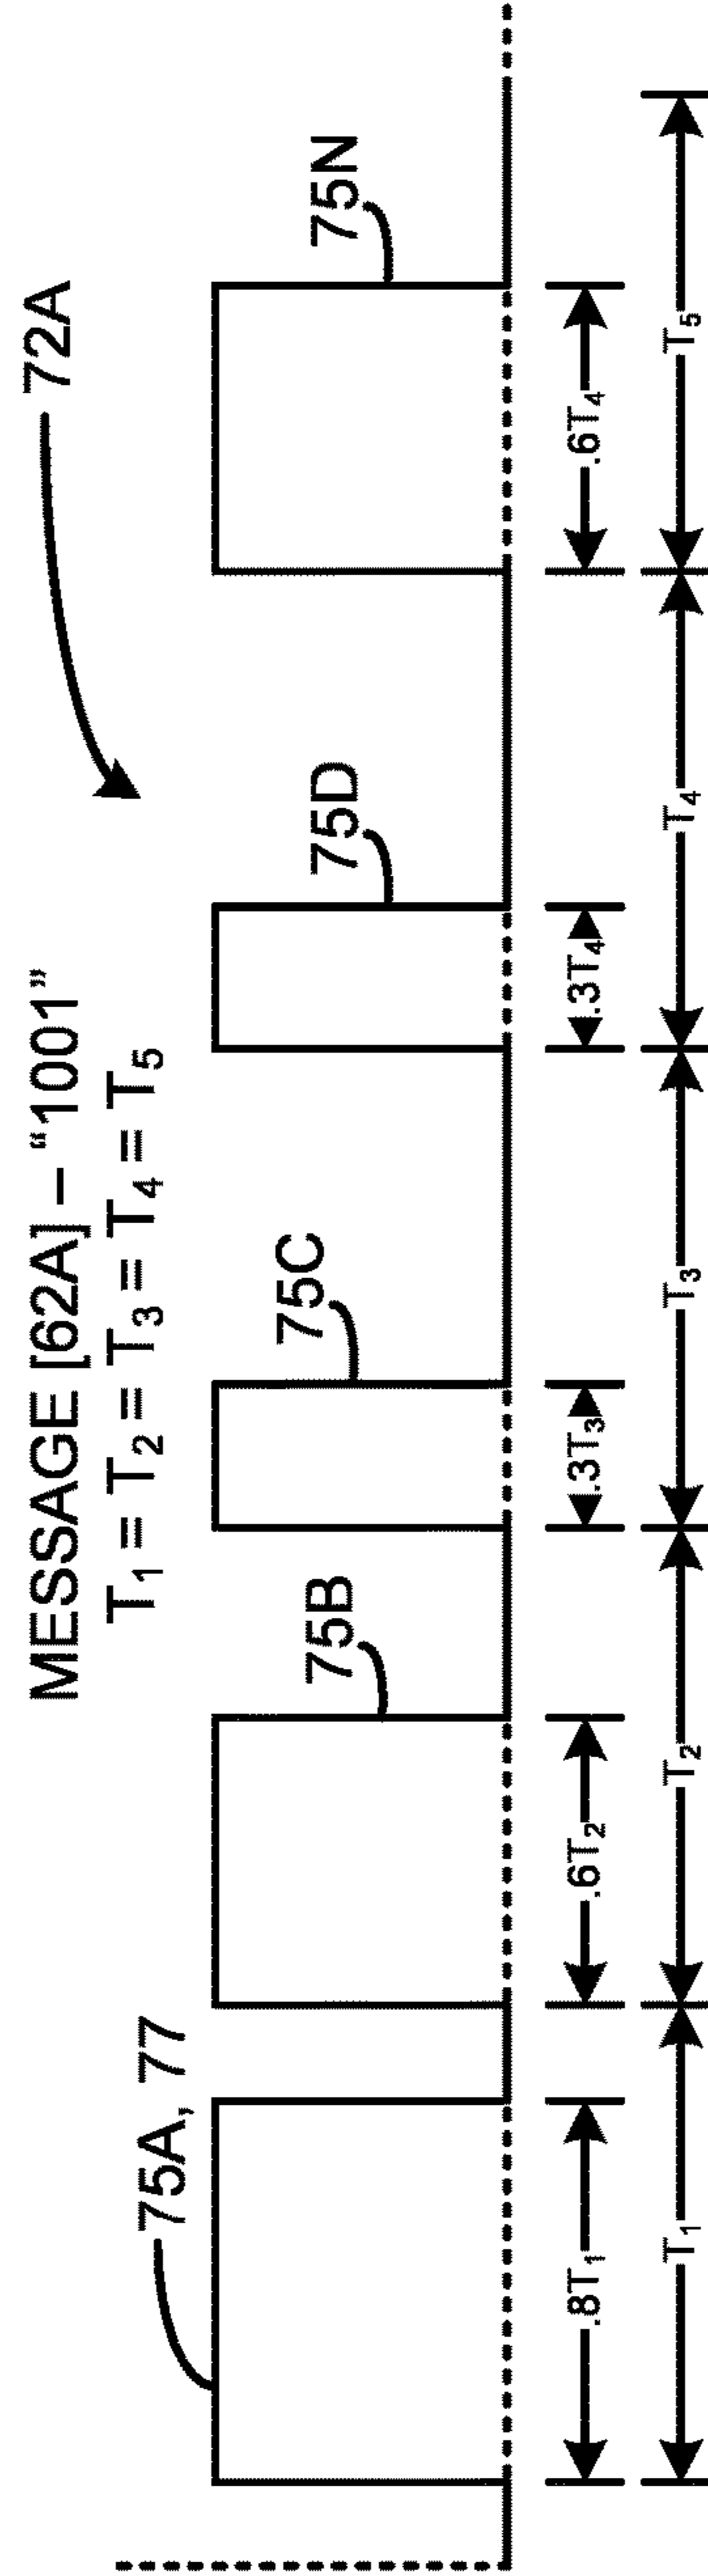 72A
MESSAGE [62A] – “1001”
T1 = T2 = T3 = T4 = T5
75A, 77
75B
75C
75D
75N
.8T1
.6T2
.3T3
.3T4
.6T4
T1
T2
T3
T4
T5